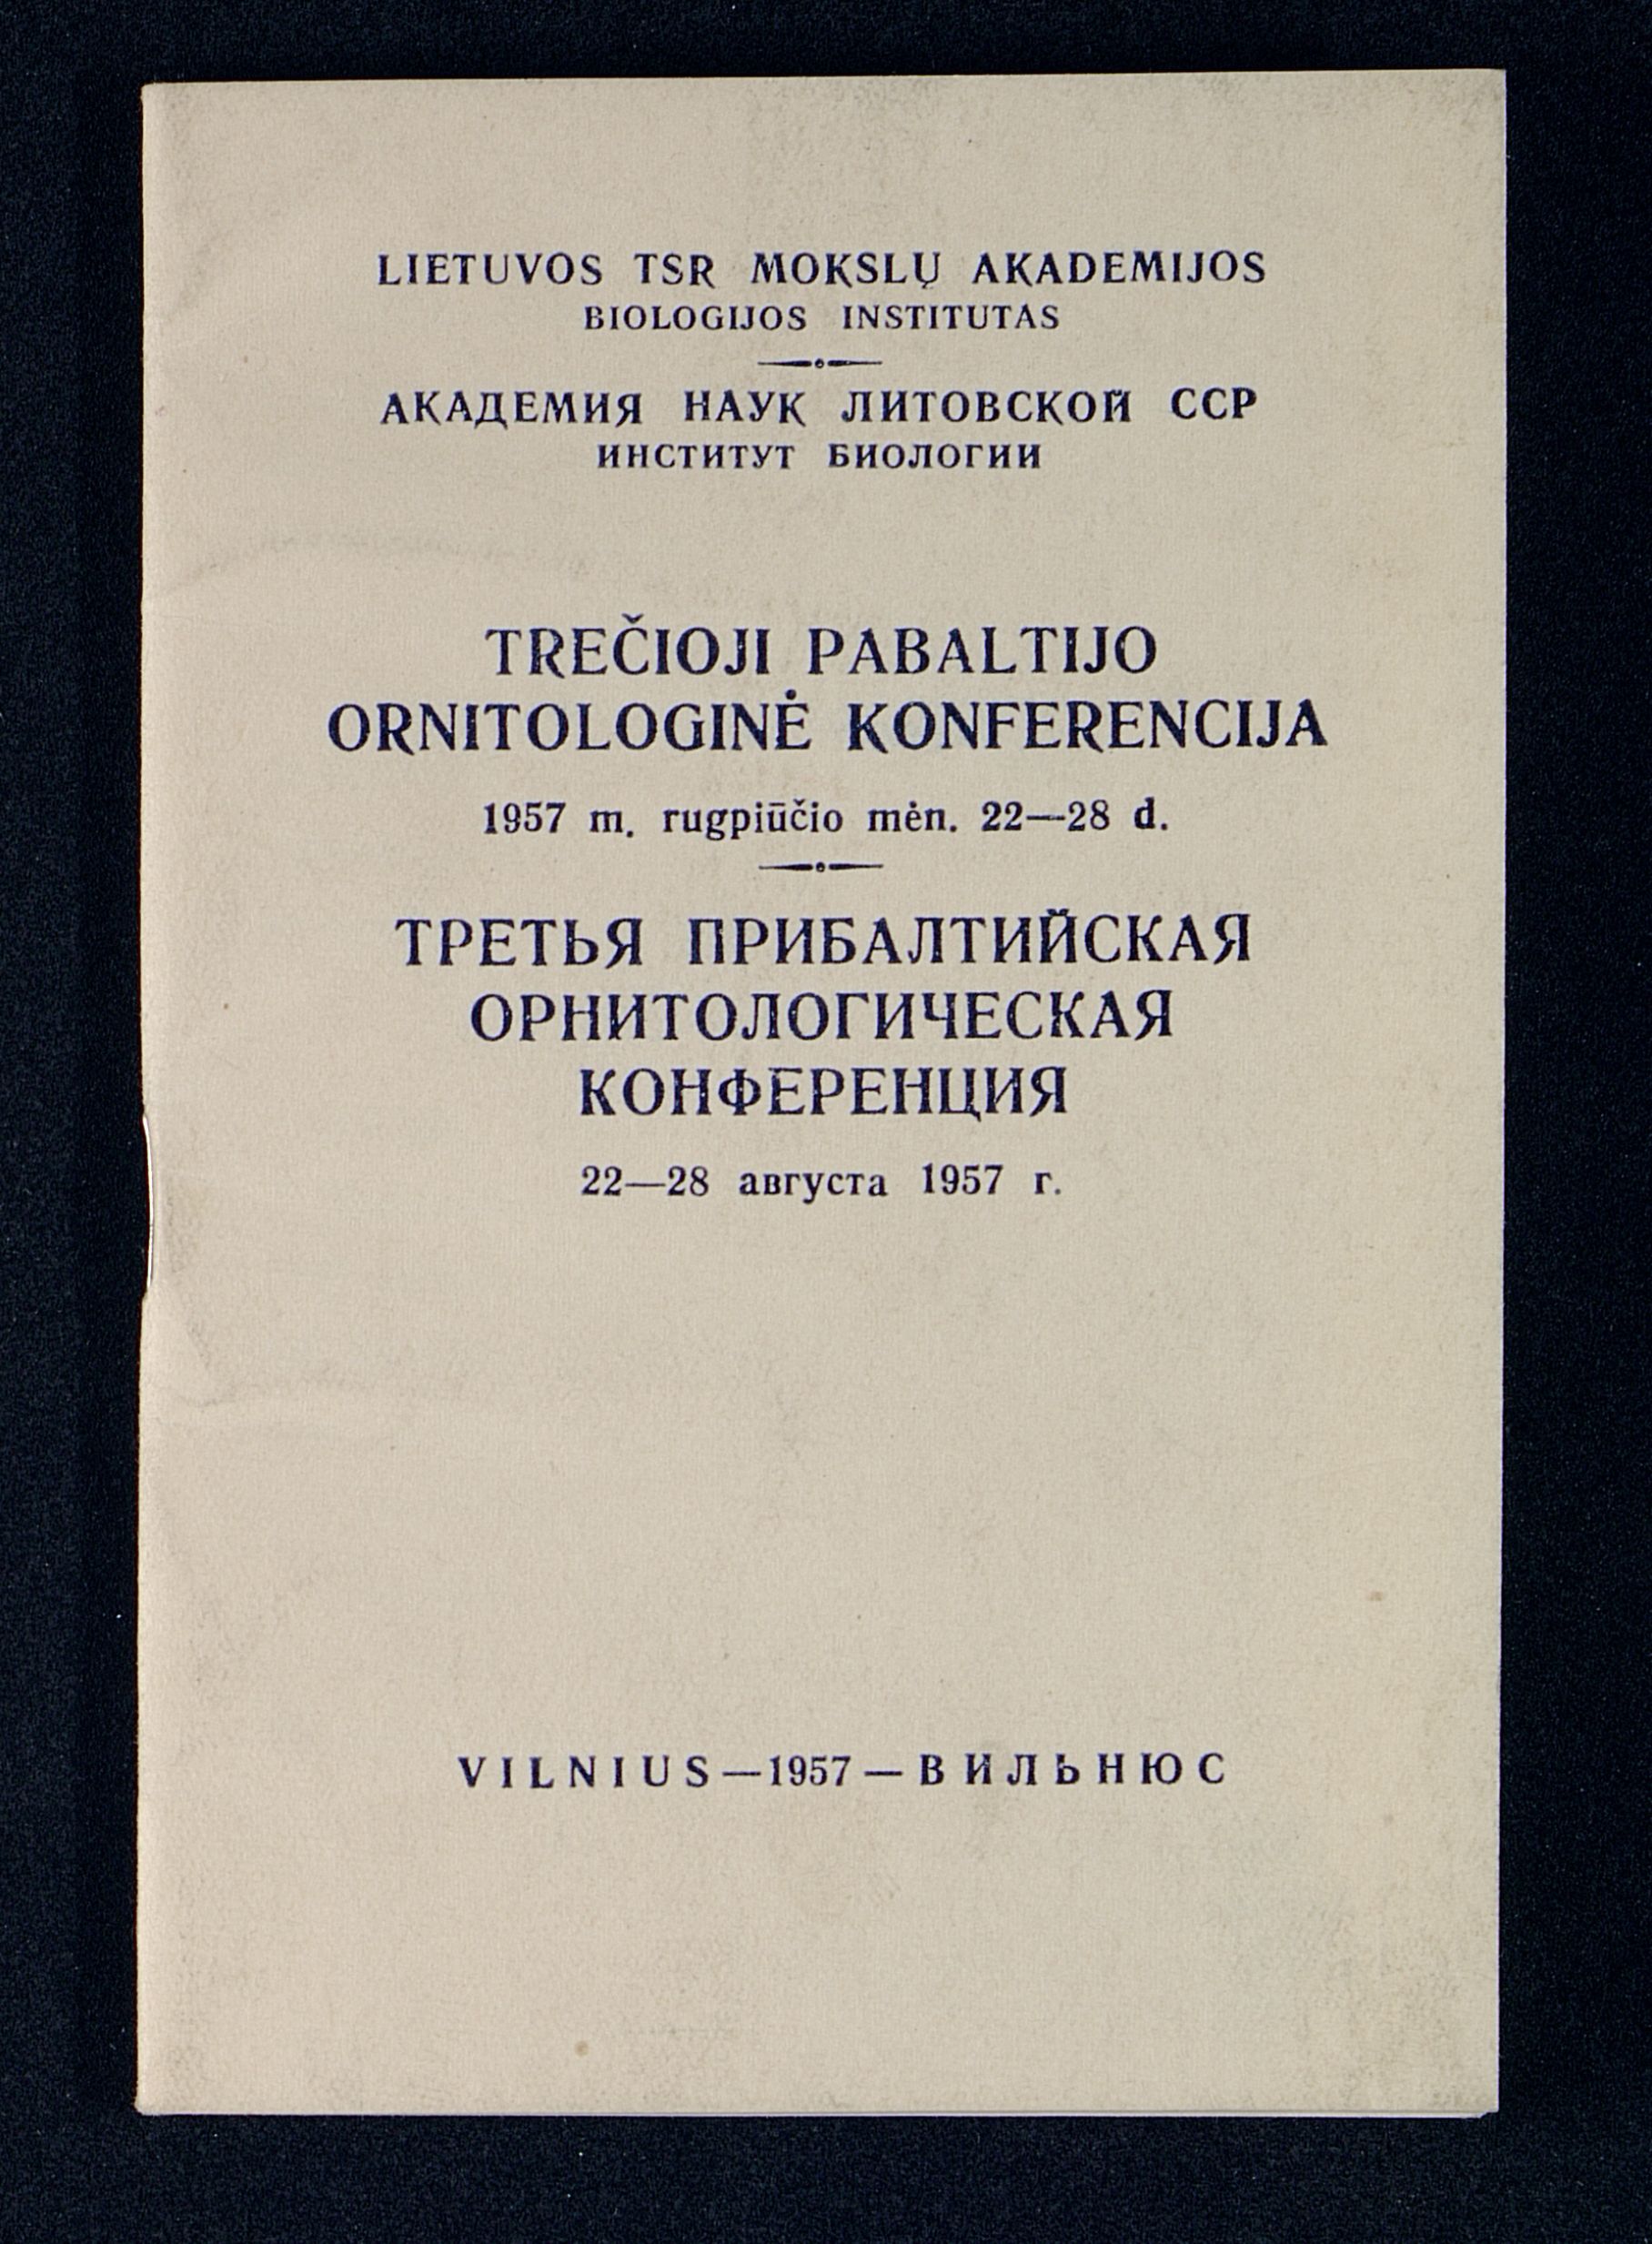 LIETUVOS TSR MOKSLŲ AKADEMIJOS
BIOLOGIJOS INSTITUTAS
АКАДЕМИЯ НАУК ЛИТОВСКОЙ ССР
ИНСТИТУТ БИОЛОГИИ
TREČIOJI PABALTIJO
ORNITOLOGINĖ KONFERENCIJA
1957 m. rugpiūčio mėn. 22—28 d.
ТРЕТЬЯ ПРИБАЛТИЙСКАЯ
ОРНИТОЛОГИЧЕСКАЯ
КОНФЕРЕНЦИЯ
22—28 августа 1957 г.
VILNIUS—1957—ВИЛЬНЮС